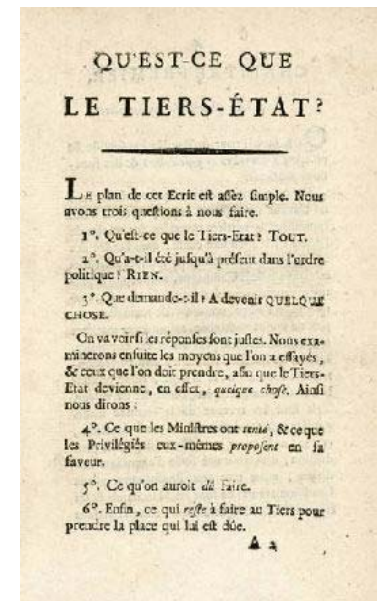 QU'EST-CE QUE
LE TIERS-ÉTAT?
LE plan de cet Ecrit est assez simple. Nous
avons trois questions à nous faire.
1°. Qu'est-ce que le Tiers-Etat? TOUT.
2°. Qu'a-t-il été jusqu'à présent dans l'ordre
politique? RIEN.
3°. Que demande-t-il? A devenir QUELQUE
CHOSE.
On va voir si les réponses sont justes. Nous exa-
minerons ensuite les moyens que l'on a essayés,
& ceux que l'on doit prendre, afin que le Tiers-
Etat devienne, en effet, quelque chose. Ainsi
nous dirons:
4°. Ce que les Ministres ont tenté, & ce que
les Privilégiés eux-mêmes proposent en sa
faveur.
5°. Ce qu'on auroit dû faire.
6°. Enfin, ce qui reste à faire au Tiers pour
prendre la place qui lui est dûe.
A 2